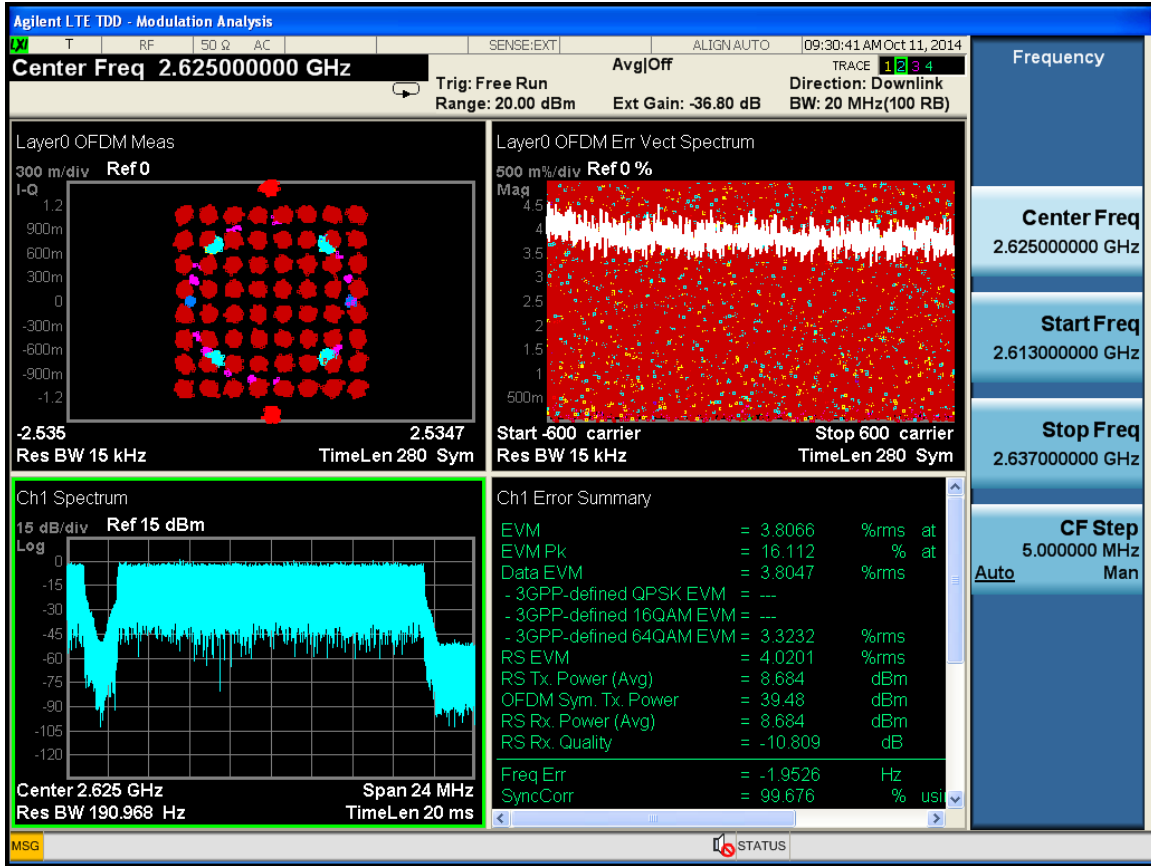 Agilent LTE TDD - Modulation Analysis
LXI T RF 50 Ω AC SENSE:EXT ALIGN AUTO 09:30:41 AM Oct 11, 2014
Center Freq 2.625000000 GHz
Avg|Off
TRACE 1 2 3 4
Trig: Free Run
Direction: Downlink
Range: 20.00 dBm Ext Gain: -36.80 dB BW: 20 MHz(100 RB)
Layer0 OFDM Meas
300 m/div Ref 0
I-Q
1.2
900m
600m
300m
0
-300m
-600m
-900m
-1.2
-2.535 2.5347
Res BW 15 kHz TimeLen 280 Sym
Layer0 OFDM Err Vect Spectrum
500 m%/div Ref 0 %
Mag
4.5
4
3.5
3
2.5
2
1.5
1
500m
Start -600 carrier Stop 600 carrier
Res BW 15 kHz TimeLen 280 Sym
Ch1 Spectrum
15 dB/div Ref 15 dBm
Log
0
-15
-30
-45
-60
-75
-90
-105
-120
Center 2.625 GHz Span 24 MHz
Res BW 190.968 Hz TimeLen 20 ms
Ch1 Error Summary
EVM = 3.8066 %rms at
EVM Pk = 16.112 % at
Data EVM = 3.8047 %rms
- 3GPP-defined QPSK EVM = ---
- 3GPP-defined 16QAM EVM = ---
- 3GPP-defined 64QAM EVM = 3.3232 %rms
RS EVM = 4.0201 %rms
RS Tx. Power (Avg) = 8.684 dBm
OFDM Sym. Tx. Power = 39.48 dBm
RS Rx. Power (Avg) = 8.684 dBm
RS Rx. Quality = -10.809 dB
Freq Err = -1.9526 Hz
SyncCorr = 99.676 % usi
Frequency
Center Freq
2.625000000 GHz
Start Freq
2.613000000 GHz
Stop Freq
2.637000000 GHz
CF Step
5.000000 MHz
Auto Man
MSG STATUS